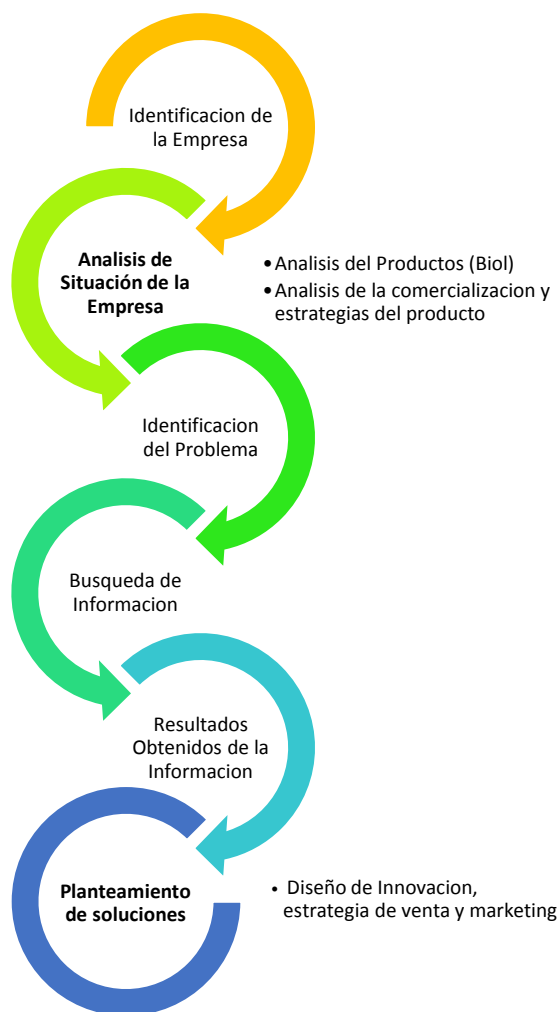 Identificacion de
la Empresa
Analisis de
Situación de la
Empresa
•Analisis del Productos (Biol)
•Analisis de la comercializacion y
estrategias del producto
Identificacion
del Problema
Busqueda de
Informacion
Resultados
Obtenidos de la
Informacion
Planteamiento
de soluciones
• Diseño de Innovacion,
estrategia de venta y marketing